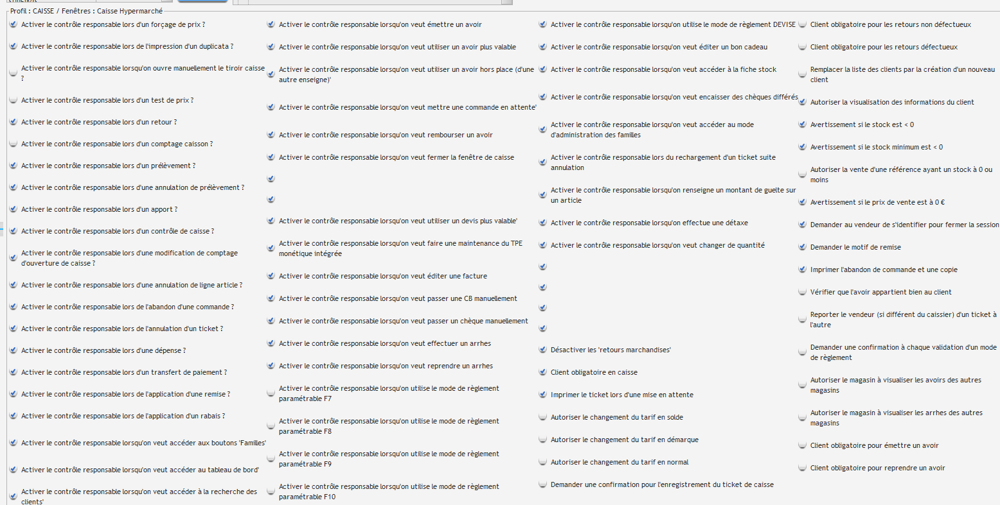 Profil : CAISSE / Fenêtres : Caisse Hypermarché
Activer le contrôle responsable lors d'un forçage de prix ?
Activer le contrôle responsable lors de l'impression d'un duplicata ?
Activer le contrôle responsable lorsqu'on ouvre manuellement le tiroir caisse
?
Activer le contrôle responsable lors d'un test de prix ?
Activer le contrôle responsable lors d'un retour ?
Activer le contrôle responsable lors d'un comptage caisson ?
Activer le contrôle responsable lors d'un prélèvement ?
Activer le contrôle responsable lors d'une annulation de prélèvement ?
Activer le contrôle responsable lors d'un apport ?
Activer le contrôle responsable lors d'un contrôle de caisse ?
Activer le contrôle responsable lors d'une modification de comptage
d'ouverture de caisse ?
Activer le contrôle responsable lors d'une annulation de ligne article ?
Activer le contrôle responsable lors de l'abandon d'une commande ?
Activer le contrôle responsable lors de l'annulation d'un ticket ?
Activer le contrôle responsable lors d'une dépense ?
Activer le contrôle responsable lors d'un transfert de paiement ?
Activer le contrôle responsable lors de l'application d'une remise ?
Activer le contrôle responsable lors de l'application d'un rabais ?
Activer le contrôle responsable lorsqu'on veut accéder aux boutons 'Familles'
Activer le contrôle responsable lorsqu'on veut accéder au tableau de bord'
Activer le contrôle responsable lorsqu'on veut accéder à la recherche des
clients'
Activer le contrôle responsable lorsqu'on veut émettre un avoir
Activer le contrôle responsable lorsqu'on veut utiliser un avoir plus valable
Activer le contrôle responsable lorsqu'on veut utiliser un avoir hors place (d'une
autre enseigne)'
Activer le contrôle responsable lorsqu'on veut mettre une commande en attente'
Activer le contrôle responsable lorsqu'on veut rembourser un avoir
Activer le contrôle responsable lorsqu'on veut fermer la fenêtre de caisse
Activer le contrôle responsable lorsqu'on veut utiliser un devis plus valable'
Activer le contrôle responsable lorsqu'on veut faire une maintenance du TPE
monétique intégrée
Activer le contrôle responsable lorsqu'on veut éditer une facture
Activer le contrôle responsable lorsqu'on veut passer une CB manuellement
Activer le contrôle responsable lorsqu'on veut passer un chèque manuellement
Activer le contrôle responsable lorsqu'on veut effectuer un arrhes
Activer le contrôle responsable lorsqu'on veut reprendre un arrhes
Activer le contrôle responsable lorsqu'on utilise le mode de règlement
paramétrable F7
Activer le contrôle responsable lorsqu'on utilise le mode de règlement
paramétrable F8
Activer le contrôle responsable lorsqu'on utilise le mode de règlement
paramétrable F9
Activer le contrôle responsable lorsqu'on utilise le mode de règlement
paramétrable F10
Activer le contrôle responsable lorsqu'on utilise le mode de règlement DEVISE
Activer le contrôle responsable lorsqu'on veut éditer un bon cadeau
Activer le contrôle responsable lorsqu'on veut accéder à la fiche stock
Activer le contrôle responsable lorsqu'on veut encaisser des chèques différés
Activer le contrôle responsable lorsqu'on veut accéder au mode
d'administration des familles
Activer le contrôle responsable lors du rechargement d'un ticket suite
annulation
Activer le contrôle responsable lorsqu'on renseigne un montant de guelte sur
un article
Activer le contrôle responsable lorsqu'on effectue une détaxe
Activer le contrôle responsable lorsqu'on veut changer de quantité
Désactiver les 'retours marchandises'
Client obligatoire en caisse
Imprimer le ticket lors d'une mise en attente
Autoriser le changement du tarif en solde
Autoriser le changement du tarif en démarque
Autoriser le changement du tarif en normal
Demander une confirmation pour l'enregistrement du ticket de caisse
Client obligatoire pour les retours non défectueux
Client obligatoire pour les retours défectueux
Remplacer la liste des clients par la création d'un nouveau
client
Autoriser la visualisation des informations du client
Avertissement si le stock est < 0
Avertissement si le stock minimum est < 0
Autoriser la vente d'une référence ayant un stock à 0 ou
moins
Avertissement si le prix de vente est à 0 €
Demander au vendeur de s'identifier pour fermer la session
Demander le motif de remise
Imprimer l'abandon de commande et une copie
Vérifier que l'avoir appartient bien au client
Reporter le vendeur (si différent du caissier) d'un ticket à
l'autre
Demander une confirmation à chaque validation d'un mode
de règlement
Autoriser le magasin à visualiser les avoirs des autres
magasins
Autoriser le magasin à visualiser les arrhes des autres
magasins
Client obligatoire pour émettre un avoir
Client obligatoire pour reprendre un avoir